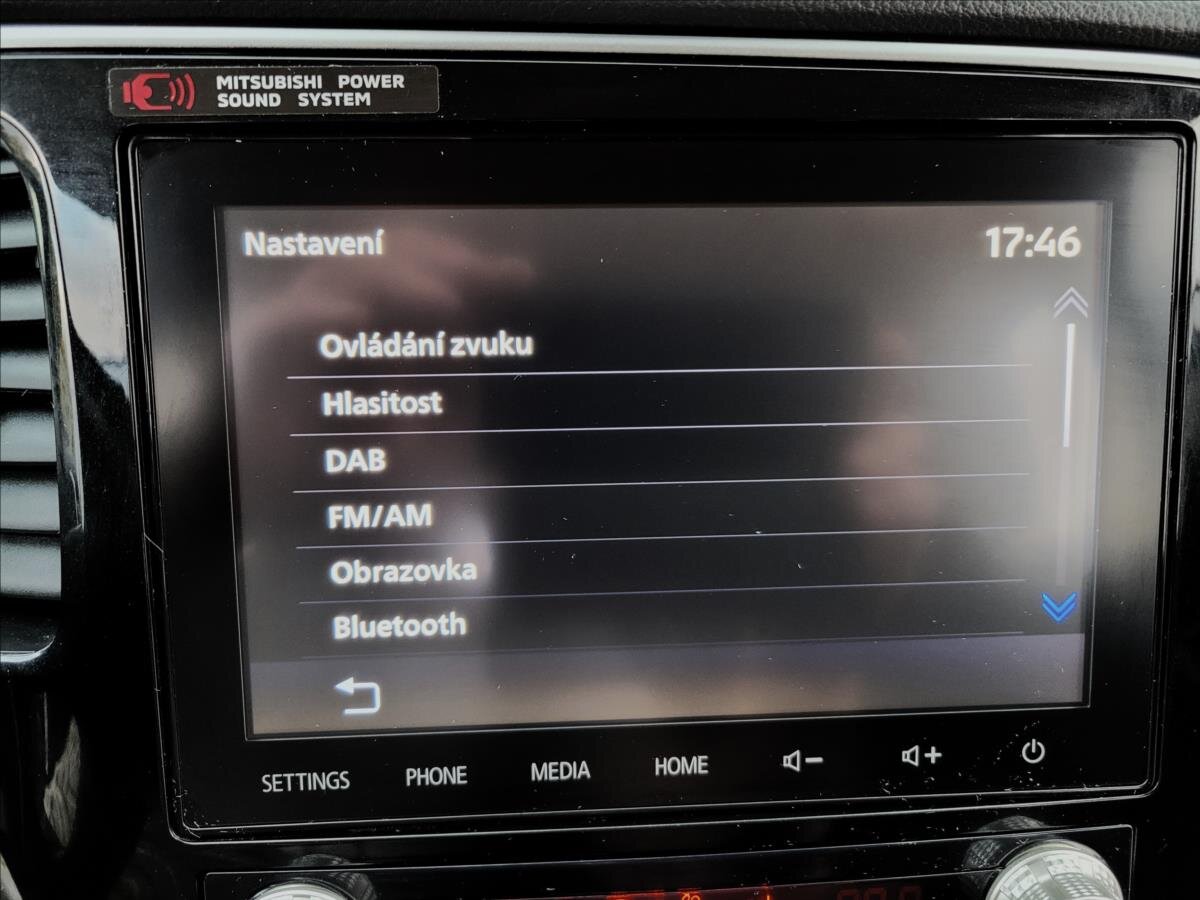 MITSUBISHI POWER
SOUND SYSTEM
Nastavení
17:46
Ovládání zvuku
Hlasitost
DAB
FM/AM
Obrazovka
Bluetooth
SETTINGS PHONE MEDIA HOME